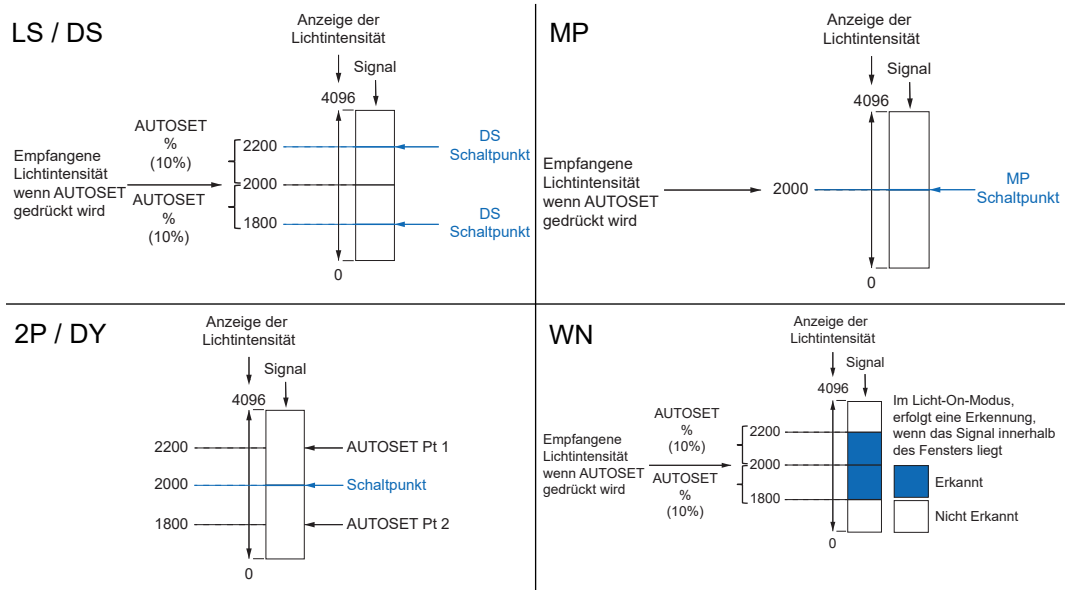 LS / DS
Anzeige der
Lichtintensität
Signal
4096
AUTOSET
%
(10%)
2200
DS
Schaltpunkt
Empfangene
Lichtintensität
wenn AUTOSET
gedrückt wird
2000
AUTOSET
%
(10%)
1800
DS
Schaltpunkt
0
MP
Anzeige der
Lichtintensität
Signal
4096
Empfangene
Lichtintensität
wenn AUTOSET
gedrückt wird
2000
MP
Schaltpunkt
0
2P / DY
Anzeige der
Lichtintensität
Signal
4096
2200
AUTOSET Pt 1
2000
Schaltpunkt
1800
AUTOSET Pt 2
0
WN
Anzeige der
Lichtintensität
Signal
4096
Im Licht-On-Modus,
erfolgt eine Erkennung,
wenn das Signal innerhalb
des Fensters liegt
AUTOSET
%
(10%)
2200
Empfangene
Lichtintensität
wenn AUTOSET
gedrückt wird
2000
AUTOSET
%
(10%)
1800
Erkannt
Nicht Erkannt
0